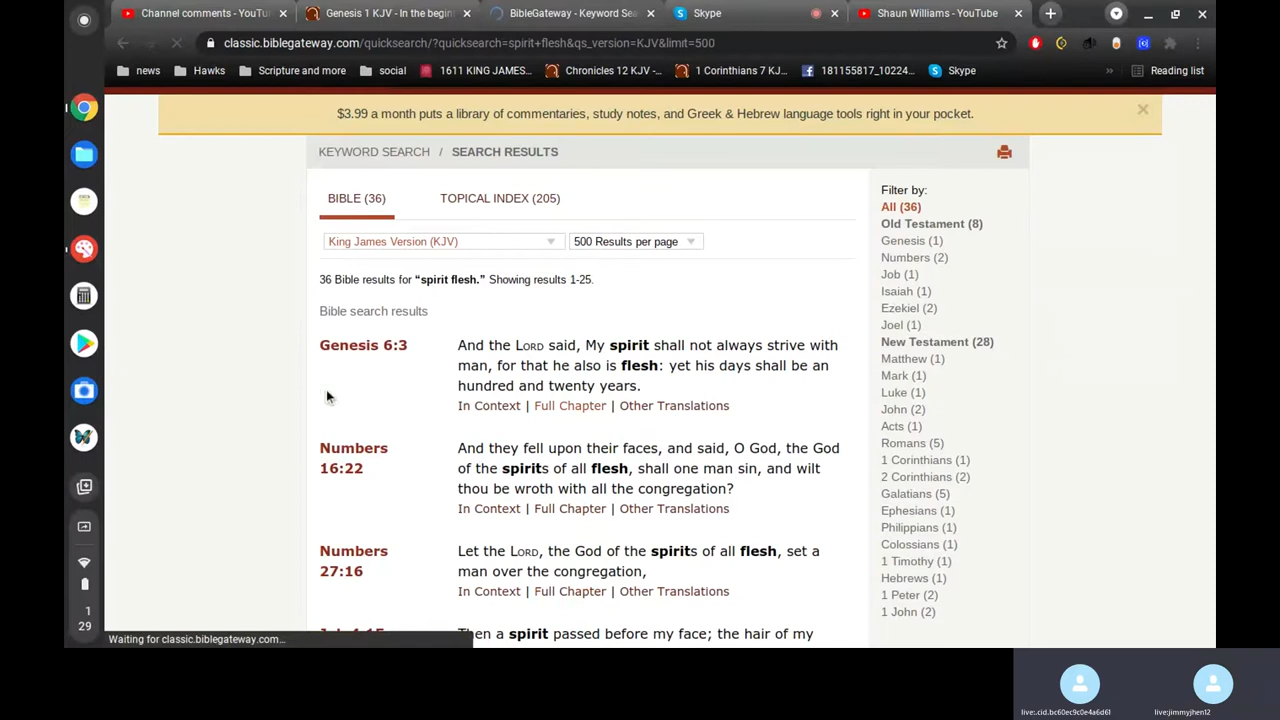 Channel comments - YouTu
Genesis 1 KJV - In the beginn
BibleGateway - Keyword Sea
Skype
Shaun Williams - YouTube
classic.biblegateway.com/quicksearch/?quicksearch=spirit+flesh&qs_version=KJV&limit=500
news
Hawks
Scripture and more
social
1611 KING JAMES...
Chronicles 12 KJV -...
1 Corinthians 7 KJ...
181155817_10224...
Skype
»
Reading list
$3.99 a month puts a library of commentaries, study notes, and Greek & Hebrew language tools right in your pocket.
KEYWORD SEARCH / SEARCH RESULTS
BIBLE (36)
TOPICAL INDEX (205)
King James Version (KJV)
500 Results per page
36 Bible results for “spirit flesh.” Showing results 1-25.
Bible search results
Genesis 6:3
And the LORD said, My spirit shall not always strive with
man, for that he also is flesh: yet his days shall be an
hundred and twenty years.
In Context | Full Chapter | Other Translations
Numbers
16:22
And they fell upon their faces, and said, O God, the God
of the spirits of all flesh, shall one man sin, and wilt
thou be wroth with all the congregation?
In Context | Full Chapter | Other Translations
Numbers
27:16
Let the LORD, the God of the spirits of all flesh, set a
man over the congregation,
In Context | Full Chapter | Other Translations
Then a spirit passed before my face; the hair of my
Filter by:
All (36)
Old Testament (8)
Genesis (1)
Numbers (2)
Job (1)
Isaiah (1)
Ezekiel (2)
Joel (1)
New Testament (28)
Matthew (1)
Mark (1)
Luke (1)
John (2)
Acts (1)
Romans (5)
1 Corinthians (1)
2 Corinthians (2)
Galatians (5)
Ephesians (1)
Philippians (1)
Colossians (1)
1 Timothy (1)
Hebrews (1)
1 Peter (2)
1 John (2)
1
29
Waiting for classic.biblegateway.com...
live:.cid.bc60ec9c0e4a6d61
live:jimmyjhen12